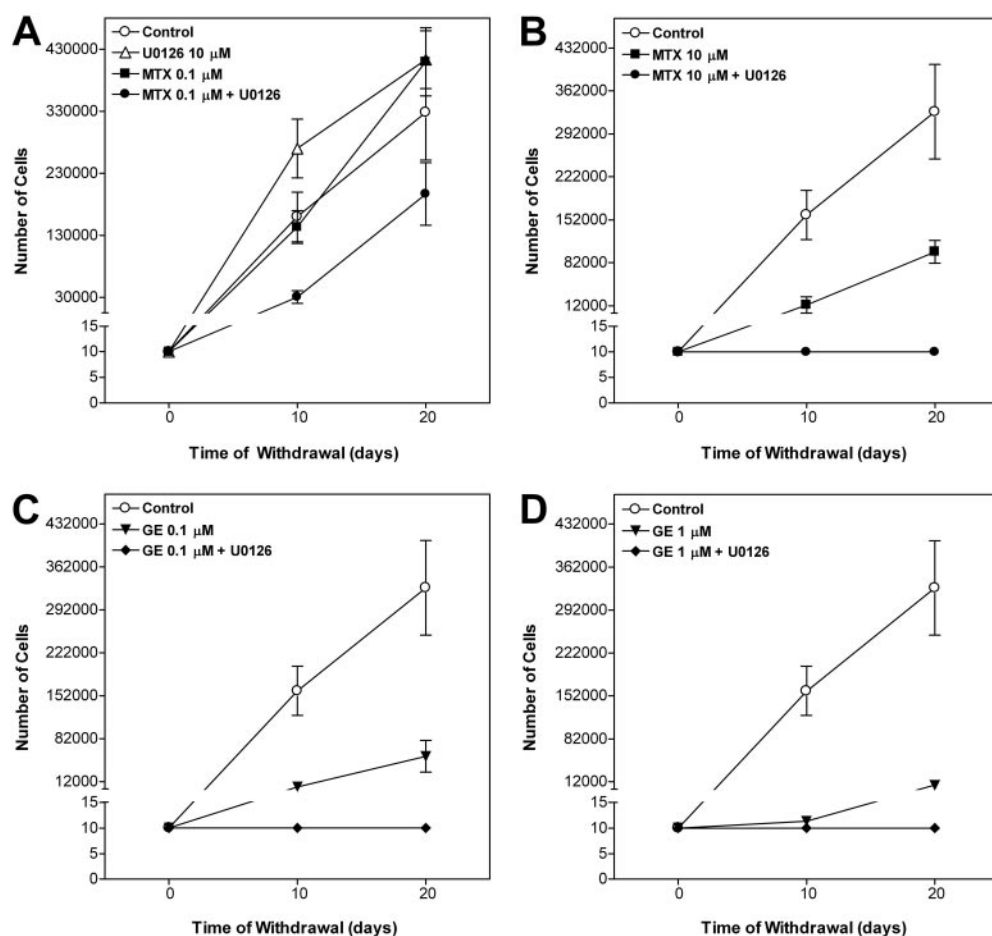 A
Control
U0126 10 μM
MTX 0.1 μM
MTX 0.1 μM + U0126
Number of Cells
430000
330000
230000
130000
30000
15
10
5
0
0 10 20
Time of Withdrawal (days)
B
Control
MTX 10 μM
MTX 10 μM + U0126
Number of Cells
432000
362000
292000
222000
152000
82000
12000
15
10
5
0
0 10 20
Time of Withdrawal (days)
C
Control
GE 0.1 μM
GE 0.1 μM + U0126
Number of Cells
432000
362000
292000
222000
152000
82000
12000
15
10
5
0
0 10 20
Time of Withdrawal (days)
D
Control
GE 1 μM
GE 1 μM + U0126
Number of Cells
432000
362000
292000
222000
152000
82000
12000
15
10
5
0
0 10 20
Time of Withdrawal (days)